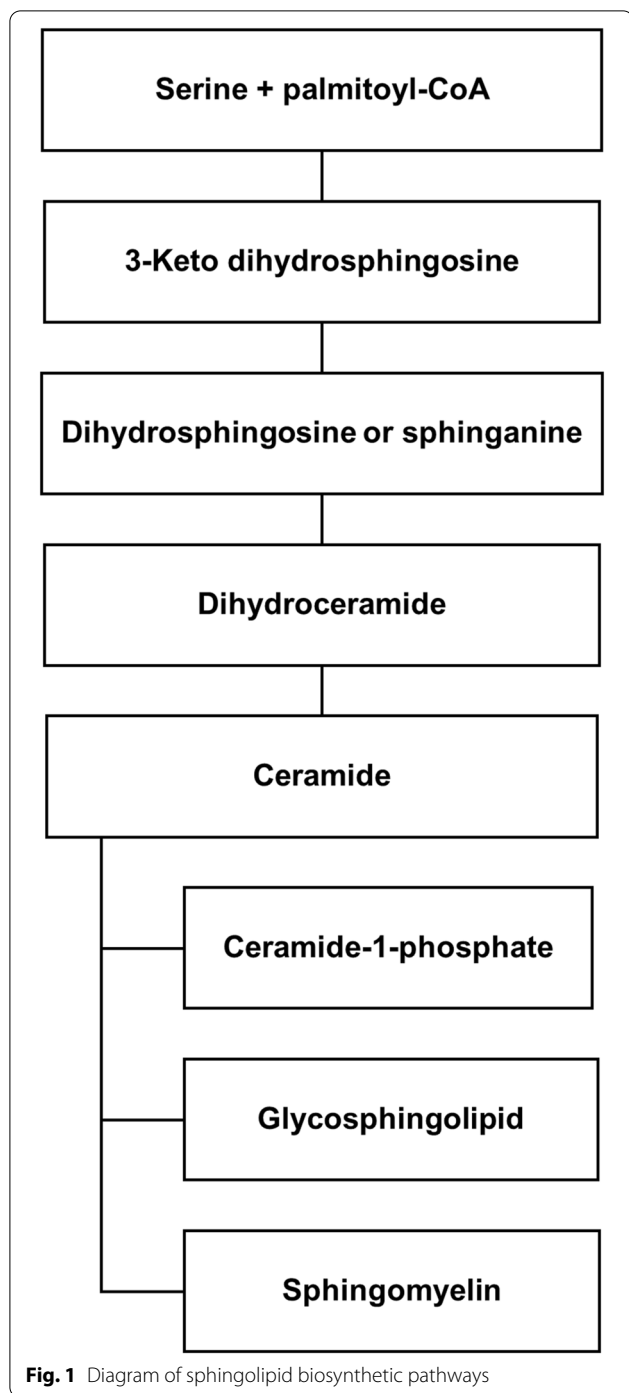 Serine + palmitoyl-CoA
3-Keto dihydrosphingosine
Dihydrosphingosine or sphinganine
Dihydroceramide
Ceramide
Ceramide-1-phosphate
Glycosphingolipid
Sphingomyelin
Fig. 1 Diagram of sphingolipid biosynthetic pathways